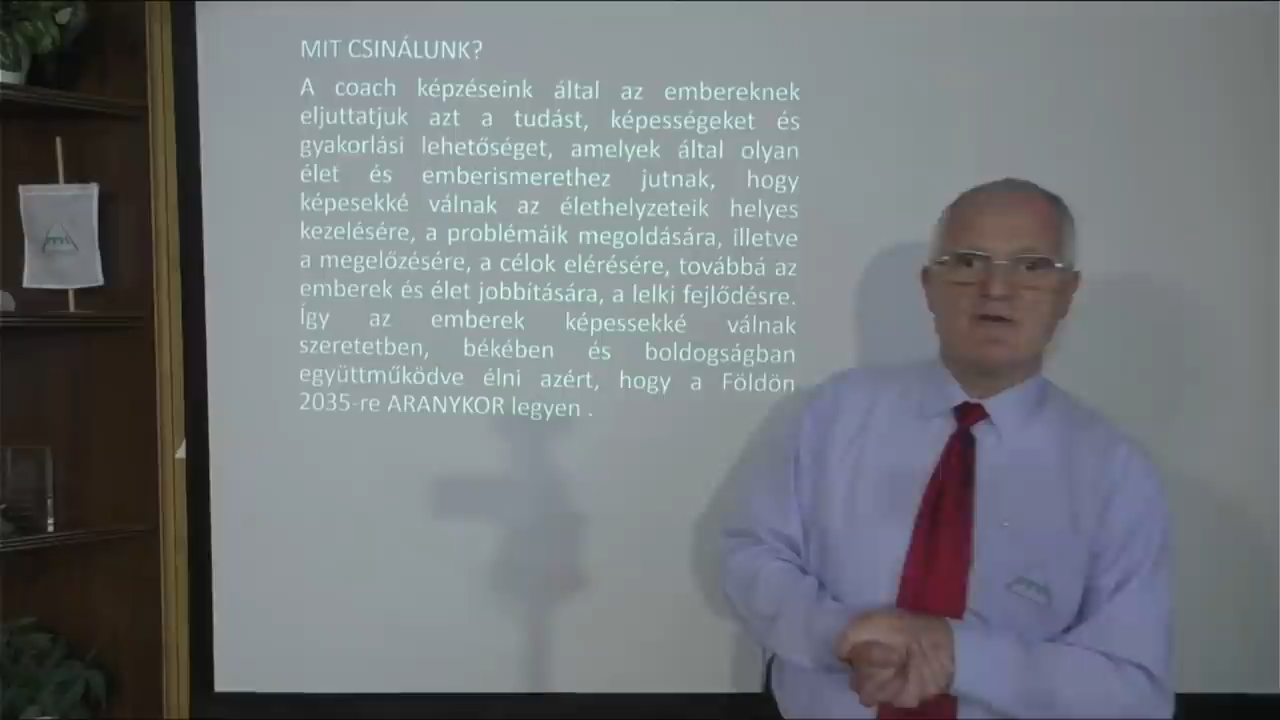 MIT CSINÁLUNK?
A coach képzéseink által az embereknek
eljuttatjuk azt a tudást, képességeket és
gyakorlási lehetőséget, amelyek által olyan
élet és emberismerethez jutnak, hogy
képesekké válnak az élethelyzeteik helyes
kezelésére, a problémáik megoldására, illetve
a megelőzésére, a célok elérésére, továbbá az
emberek és élet jobbítására, a lelki fejlődésre.
Így az emberek képessekké válnak
szeretetben, békében és boldogságban
együttműködve élni azért, hogy a Földön
2035-re ARANYKOR legyen .